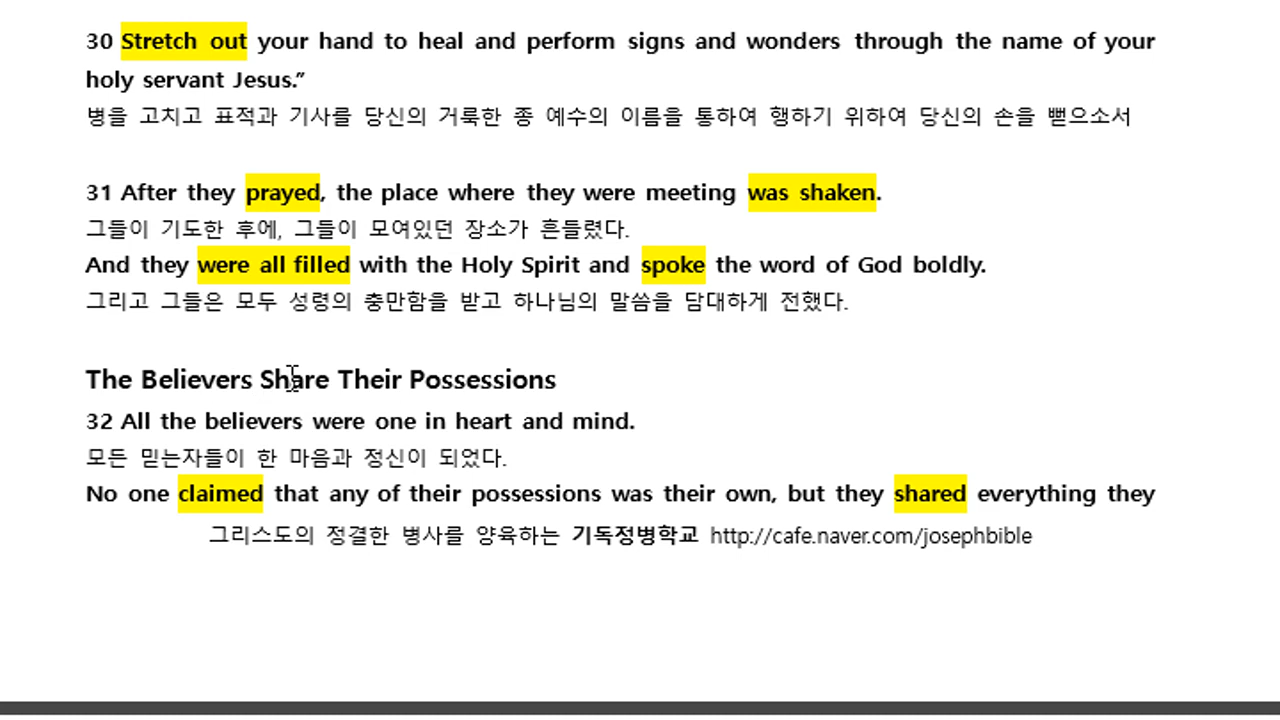 30 Stretch out your hand to heal and perform signs and wonders through the name of your
holy servant Jesus.”
병을 고치고 표적과 기사를 당신의 거룩한 종 예수의 이름을 통하여 행하기 위하여 당신의 손을 뻗으소서
31 After they prayed, the place where they were meeting was shaken.
그들이 기도한 후에, 그들이 모여있던 장소가 흔들렸다.
And they were all filled with the Holy Spirit and spoke the word of God boldly.
그리고 그들은 모두 성령의 충만함을 받고 하나님의 말씀을 담대하게 전했다.
The Believers Share Their Possessions
32 All the believers were one in heart and mind.
모든 믿는자들이 한 마음과 정신이 되었다.
No one claimed that any of their possessions was their own, but they shared everything they
그리스도의 정결한 병사를 양육하는 기독정병학교 http://cafe.naver.com/josephbible